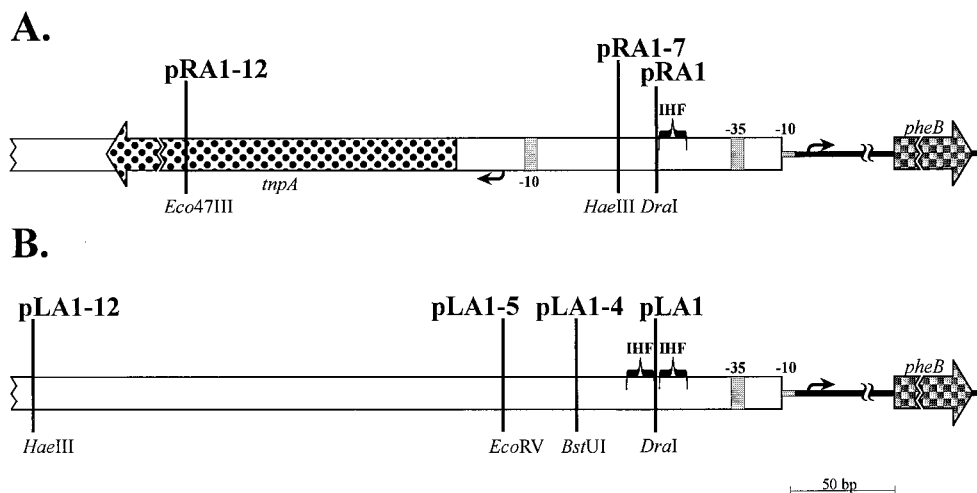 A.
pRA1-12
pRA1-7
pRA1
IHF
-35
-10
pheB
tnpA
-10
Eco47III
HaeIII DraI
B.
pLA1-12
pLA1-5
pLA1-4
pLA1
IHF IHF
-35
-10
pheB
HaeIII
EcoRV
BstUI
DraI
50 bp